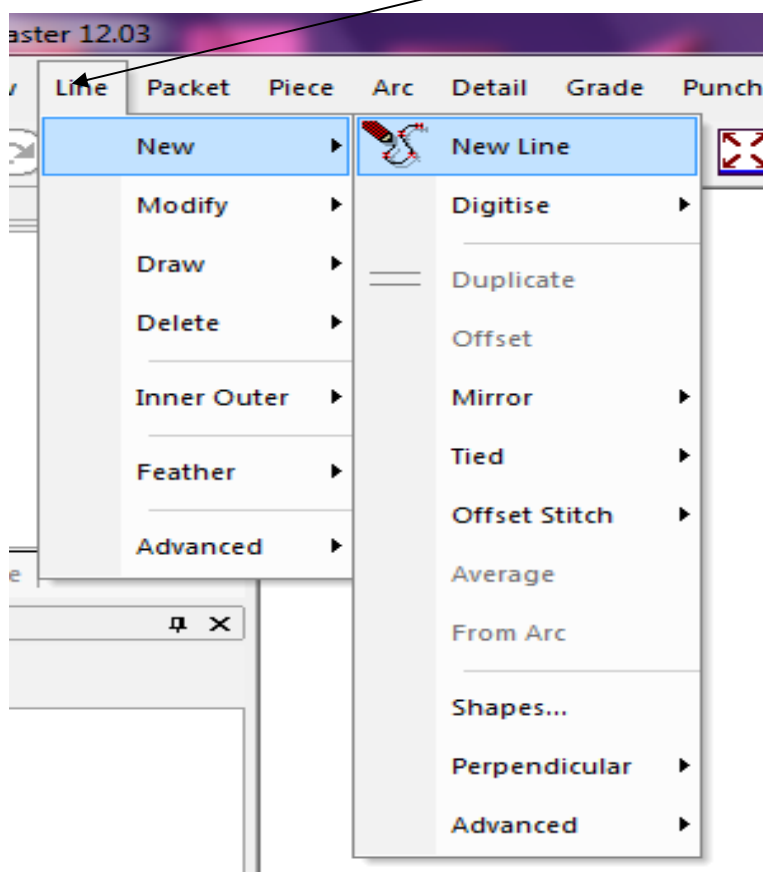 aster 12.03
Line Packet Piece Arc Detail Grade Punch
New
Modify
Draw
Delete
Inner Outer
Feather
Advanced
New Line
Digitise
Duplicate
Offset
Mirror
Tied
Offset Stitch
Average
From Arc
Shapes...
Perpendicular
Advanced